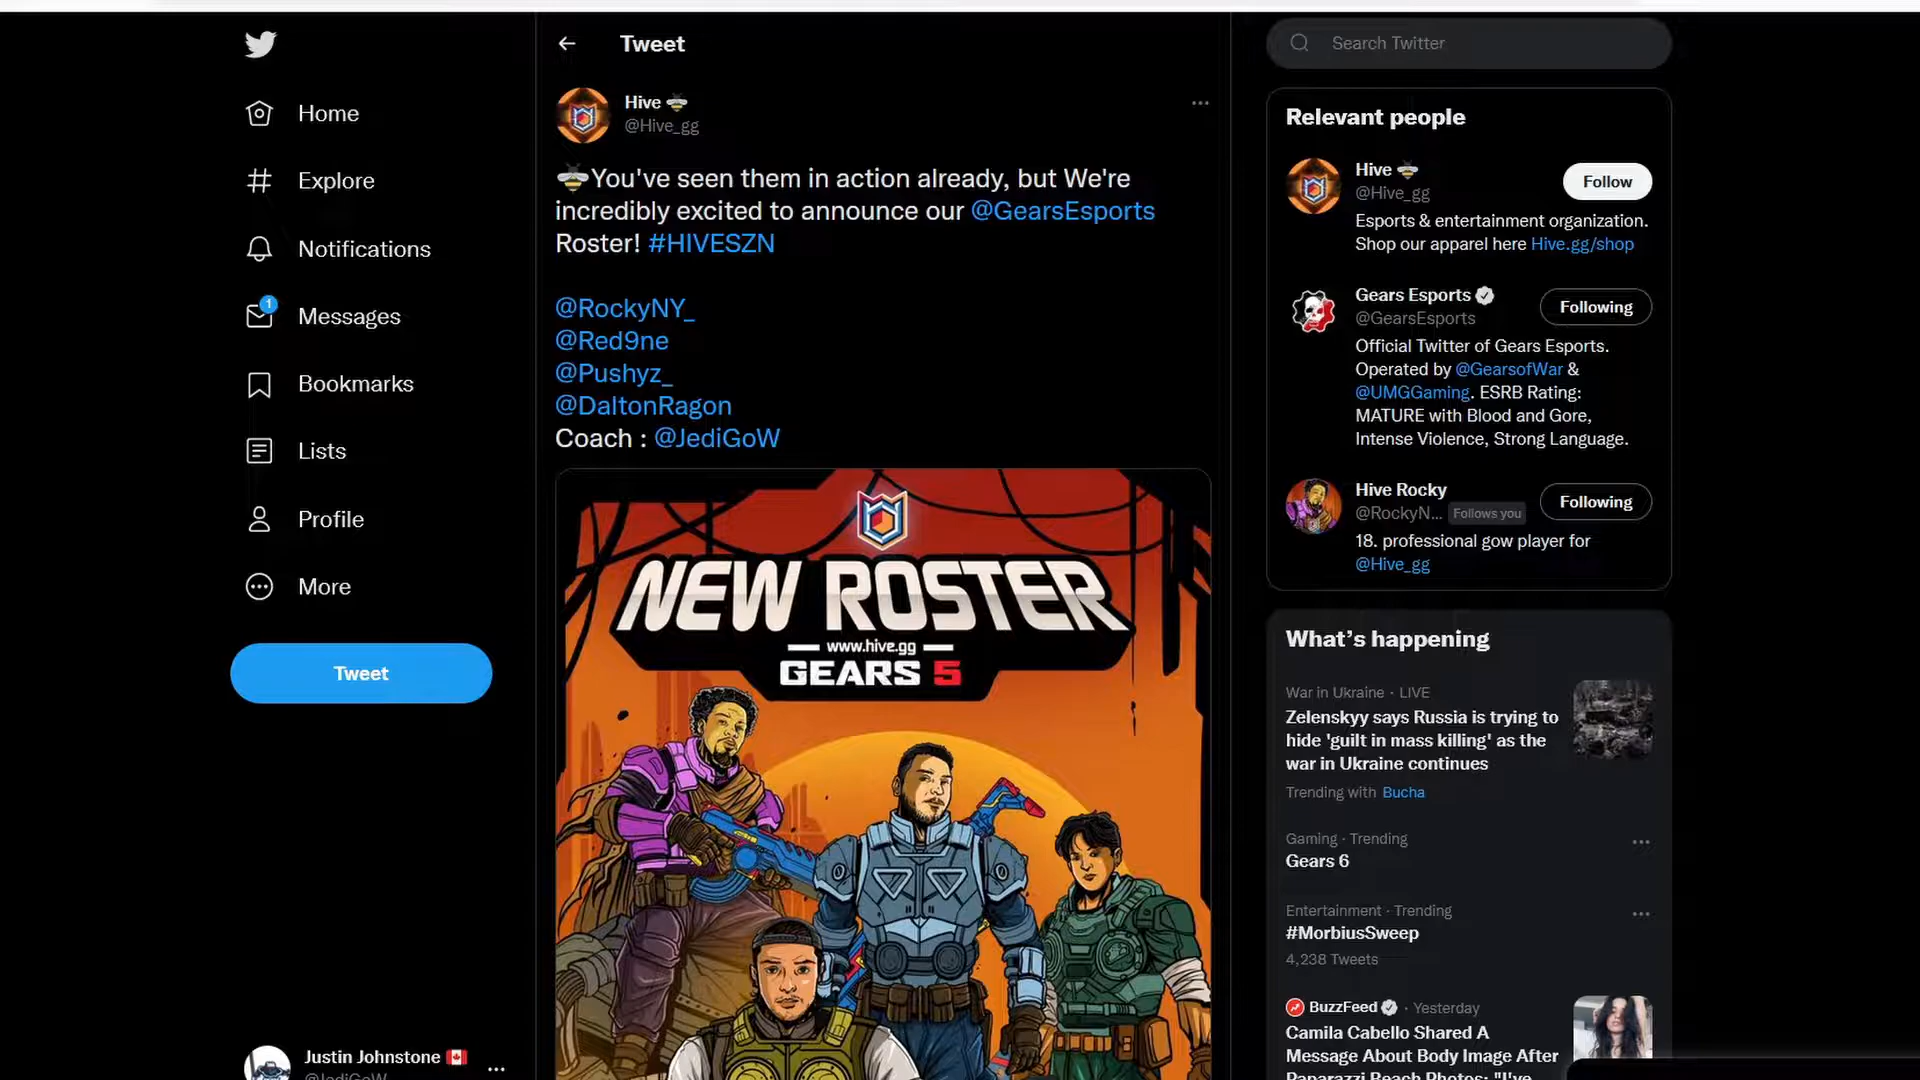 Home
Explore
Notifications
1
Messages
Bookmarks
Lists
Profile
More
Tweet
Justin Johnstone
@JediGoW
Tweet
Hive
@Hive_gg
You've seen them in action already, but We're
incredibly excited to announce our @GearsEsports
Roster! #HIVESZN
@RockyNY_
@Red9ne
@Pushyz_
@DaltonRagon
Coach : @JediGoW
NEW ROSTER
www.hive.gg
GEARS 5
Search Twitter
Relevant people
Hive
@Hive_gg
Follow
Esports & entertainment organization.
Shop our apparel here Hive.gg/shop
Gears Esports
@GearsEsports
Following
Official Twitter of Gears Esports.
Operated by @GearsofWar &
@UMGGaming. ESRB Rating:
MATURE with Blood and Gore,
Intense Violence, Strong Language.
Hive Rocky
@RockyN... Follows you
Following
18. professional gow player for
@Hive_gg
What's happening
War in Ukraine · LIVE
Zelenskyy says Russia is trying to
hide 'guilt in mass killing' as the
war in Ukraine continues
Trending with Bucha
Gaming · Trending
Gears 6
Entertainment · Trending
#MorbiusSweep
4,238 Tweets
BuzzFeed · Yesterday
Camila Cabello Shared A
Message About Body Image After
Paparazzi Beach Photos: "I've